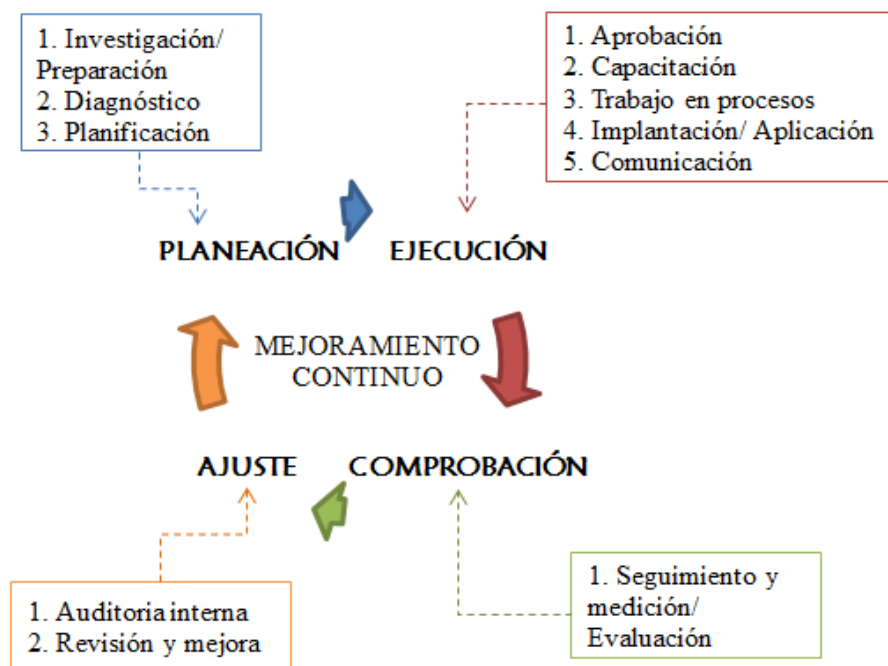 1. Investigación/
Preparación
2. Diagnóstico
3. Planificación
1. Aprobación
2. Capacitación
3. Trabajo en procesos
4. Implantación/ Aplicación
5. Comunicación
PLANEACIÓN
EJECUCIÓN
MEJORAMIENTO
CONTINUO
AJUSTE
COMPROBACIÓN
1. Auditoria interna
2. Revisión y mejora
1. Seguimiento y
medición/
Evaluación